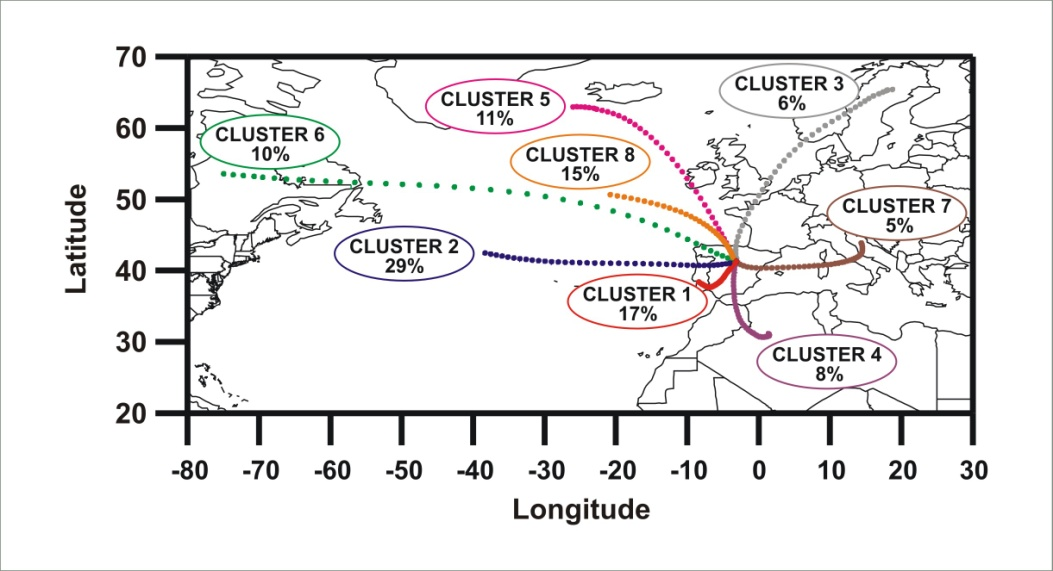 70
60
50
40
30
20
Latitude
CLUSTER 3
6%
CLUSTER 5
11%
CLUSTER 6
10%
CLUSTER 8
15%
CLUSTER 7
5%
CLUSTER 2
29%
CLUSTER 1
17%
CLUSTER 4
8%
-80 -70 -60 -50 -40 -30 -20 -10 0 10 20 30
Longitude